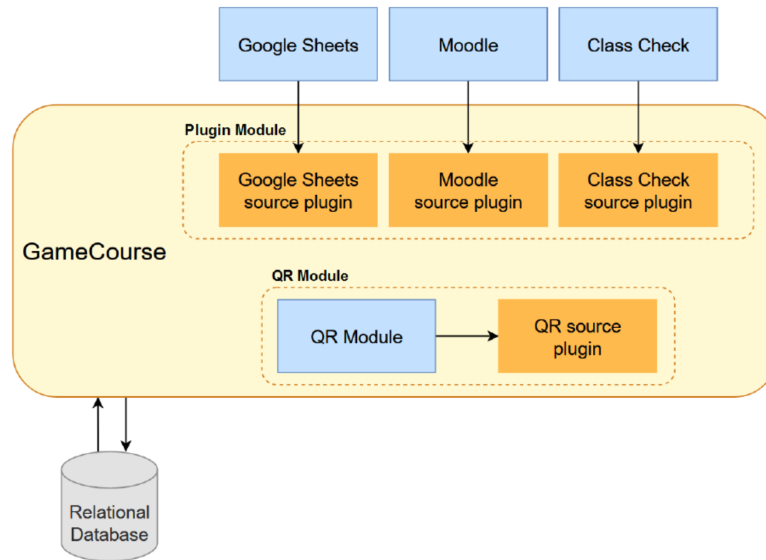 Google Sheets
Moodle
Class Check
Plugin Module
Google Sheets
source plugin
Moodle
source plugin
Class Check
source plugin
GameCourse
QR Module
QR Module
QR source
plugin
Relational
Database